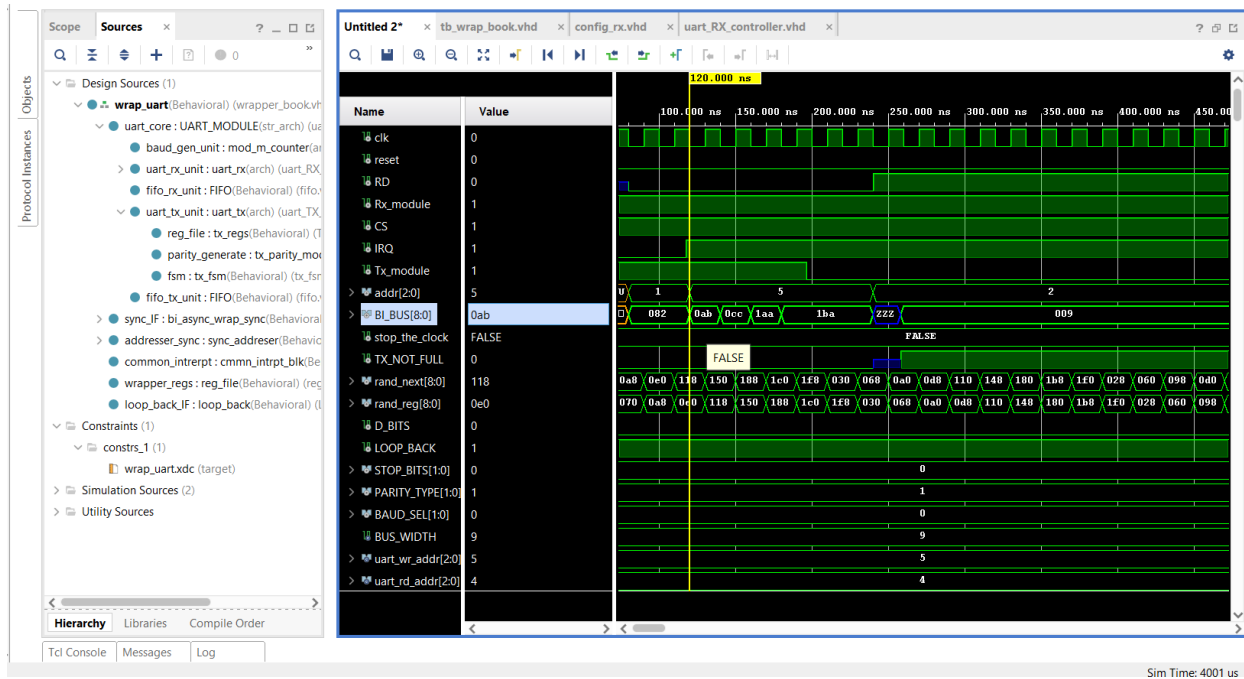 Scope Sources × ? _ □
Objects
Protocol Instances
0 »
Design Sources (1)
wrap_uart(Behavioral) (wrapper_book.vh
uart_core : UART_MODULE(str_arch) (ua
baud_gen_unit : mod_m_counter(ar
uart_rx_unit : uart_rx(arch) (uart_RX_
fifo_rx_unit : FIFO(Behavioral) (fifo.v
uart_tx_unit : uart_tx(arch) (uart_TX_
reg_file : tx_regs(Behavioral) (T
parity_generate : tx_parity_mod
fsm : tx_fsm(Behavioral) (tx_fsr
fifo_tx_unit : FIFO(Behavioral) (fifo.v
sync_IF : bi_async_wrap_sync(Behaviora
addresser_sync : sync_addreser(Behavio
common_intrerpt : cmmn_intrpt_blk(Be
wrapper_regs : reg_file(Behavioral) (reg
loop_back_IF : loop_back(Behavioral) (l
Constraints (1)
constrs_1 (1)
wrap_uart.xdc (target)
Simulation Sources (2)
Utility Sources
Hierarchy Libraries Compile Order
Tcl Console Messages Log
Untitled 2* × tb_wrap_book.vhd × config_rx.vhd × uart_RX_controller.vhd × ?
120.000 ns
Name Value
100.000 ns 150.000 ns 200.000 ns 250.000 ns 300.000 ns 350.000 ns 400.000 ns 450.00
clk 0
reset 0
RD 0
Rx_module 1
CS 1
IRQ 1
Tx_module 1
addr[2:0] 5 U 1 5 2
BI_BUS[8:0] 0ab 082 0ab 0cc 1aa 1ba ZZZ 009
stop_the_clock FALSE FALSE
TX_NOT_FULL 0 FALSE
rand_next[8:0] 118 0a8 0e0 118 150 188 1c0 1f8 030 068 0a0 0d8 110 148 180 1b8 1f0 028 060 098 0d0
rand_reg[8:0] 0e0 070 0a8 0e0 118 150 188 1c0 1f8 030 068 0a0 0d8 110 148 180 1b8 1f0 028 060 098
D_BITS 0
LOOP_BACK 1
STOP_BITS[1:0] 0 0
PARITY_TYPE[1:0] 1 1
BAUD_SEL[1:0] 0 0
BUS_WIDTH 9 9
uart_wr_addr[2:0] 5 5
uart_rd_addr[2:0] 4 4
Sim Time: 4001 us